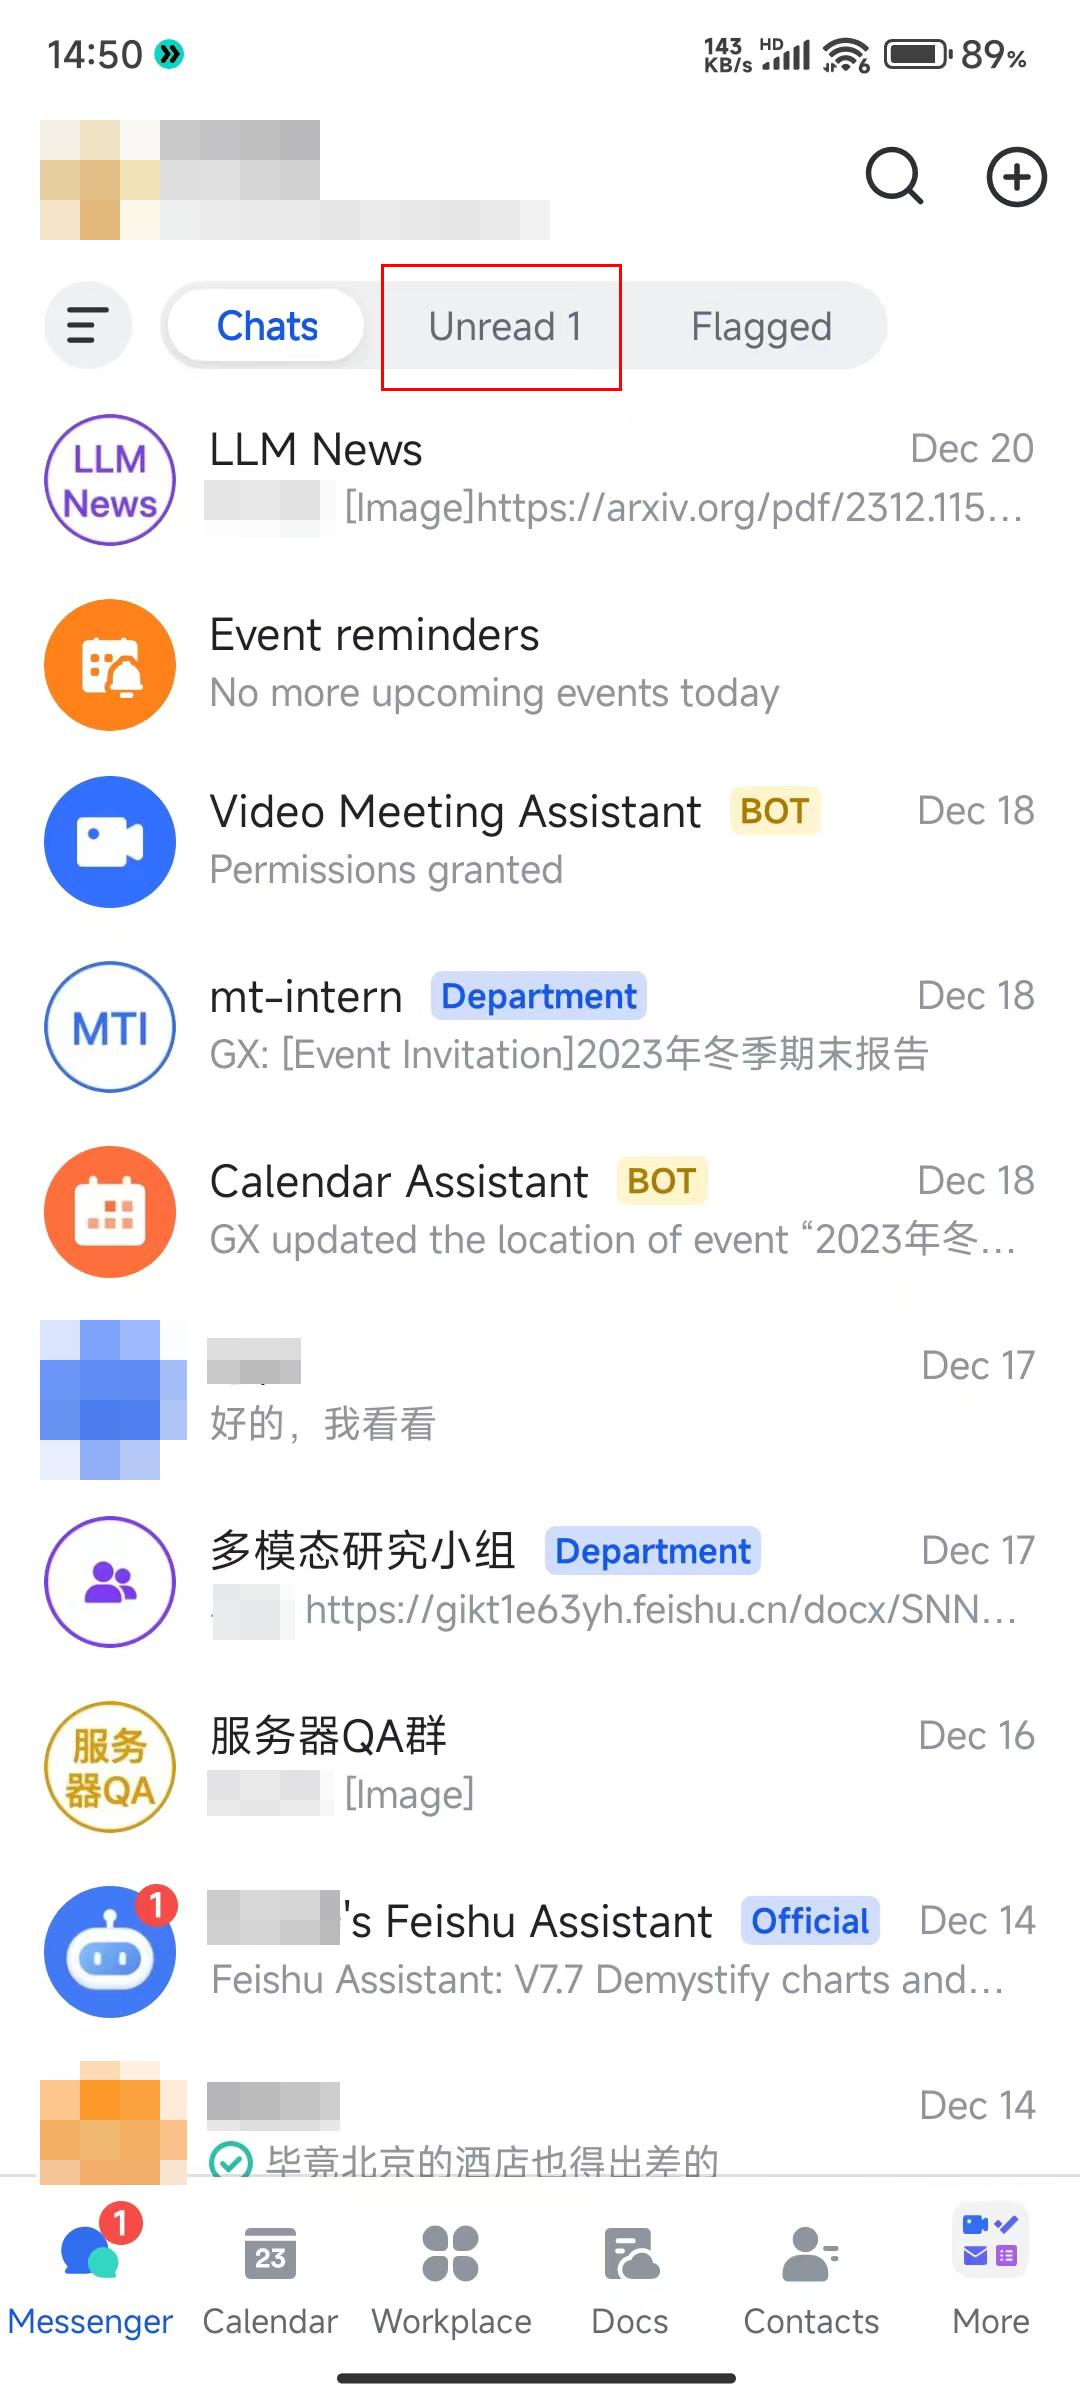 14:50
143 KB/s HD 6 89%
Chats Unread 1 Flagged
LLM News
LLM News Dec 20
[Image]https://arxiv.org/pdf/2312.115...
Event reminders
No more upcoming events today
Video Meeting Assistant BOT Dec 18
Permissions granted
MTI
mt-intern Department Dec 18
GX: [Event Invitation]2023年冬季期末报告
Calendar Assistant BOT Dec 18
GX updated the location of event “2023年冬...
Dec 17
好的，我看看
多模态研究小组 Department Dec 17
https://gikt1e63yh.feishu.cn/docx/SNN...
服务器QA
服务器QA群 Dec 16
[Image]
1
's Feishu Assistant Official Dec 14
Feishu Assistant: V7.7 Demystify charts and...
Dec 14
毕竟北京的酒店也得出差的
1 23
Messenger Calendar Workplace Docs Contacts More